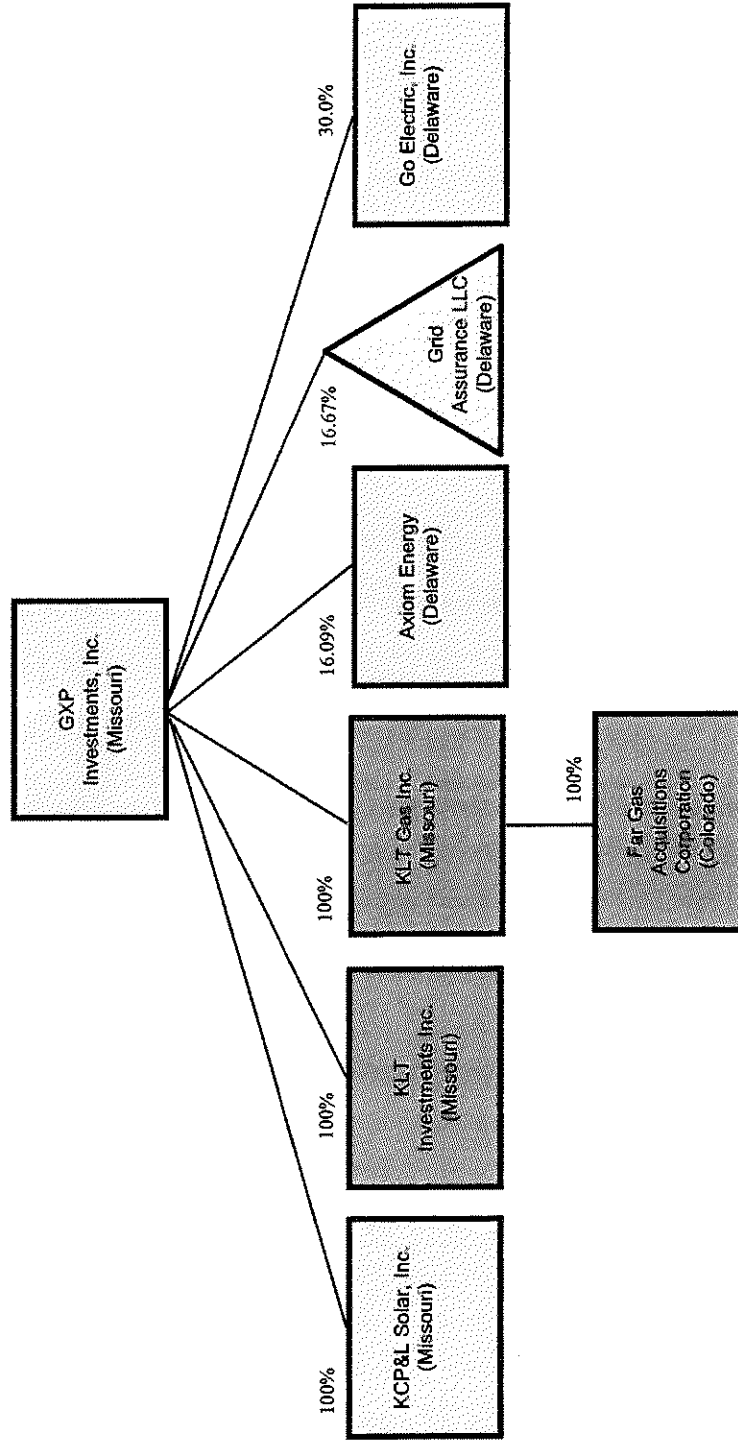 GXP
Investments, Inc.
(Missouri)
100%
100%
100%
16.09%
16.67%
30.0%
KCP&L Solar, Inc.
(Missouri)
KLT
Investments Inc.
(Missouri)
KLT Gas Inc.
(Missouri)
Axiom Energy
(Delaware)
Grid
Assurance LLC
(Delaware)
Go Electric, Inc.
(Delaware)
100%
Far Gas
Acquisitions
Corporation
(Colorado)